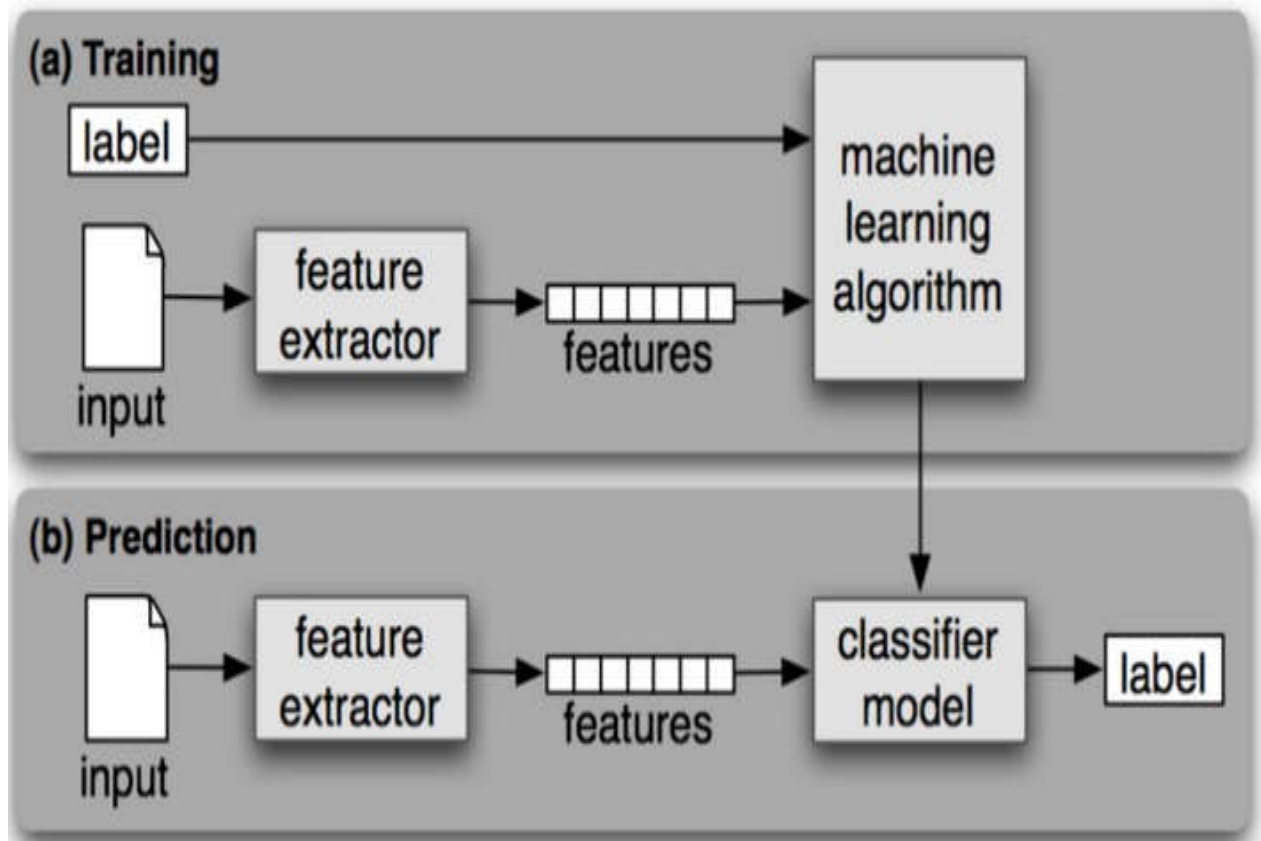 (a) Training
label
machine
learning
algorithm
feature
extractor
features
input
(b) Prediction
feature
extractor
features
input
classifier
model
label